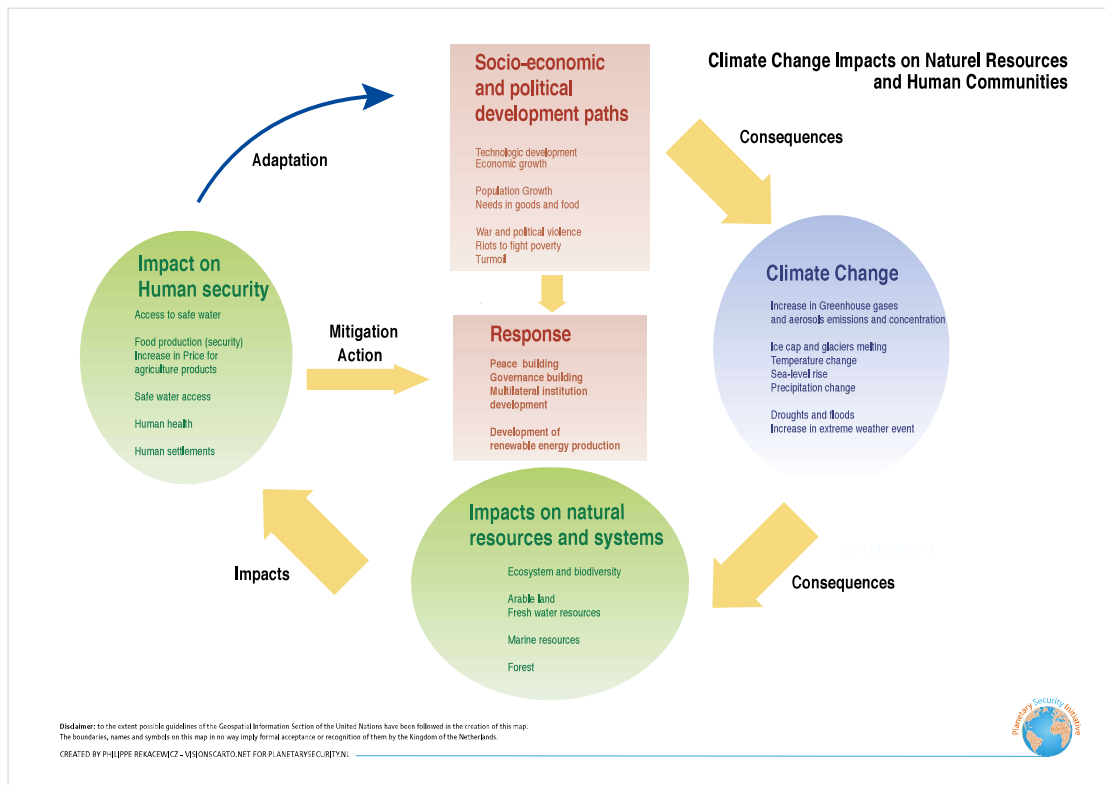 Climate Change Impacts on Naturel Resources
and Human Communities
Socio-economic
and political
development paths
Technologic development
Economic growth
Population Growth
Needs in goods and food
War and political violence
Riots to fight poverty
Turmoil
Consequences
Adaptation
Climate Change
Increase in Greenhouse gases
and aerosols emissions and concentration
Ice cap and glaciers melting
Temperature change
Sea-level rise
Precipitation change
Droughts and floods
Increase in extreme weather event
Impact on
Human security
Access to safe water
Food production (security)
Increase in Price for
agriculture products
Safe water access
Human health
Human settlements
Mitigation
Action
Response
Peace building
Governance building
Multilateral institution
development
Development of
renewable energy production
Impacts on natural
resources and systems
Ecosystem and biodiversity
Arable land
Fresh water resources
Marine resources
Forest
Impacts
Consequences
SYR FIGURE 1-1
Disclaimer: to the extent possible guidelines of the Geospatial Information Section of the United Nations have been followed in the creation of this map.
The boundaries, names and symbols on this map in no way imply formal acceptance or recognition of them by the Kingdom of the Netherlands.
CREATED BY PHILIPPE REKACEWICZ – VISIONSCARTO.NET FOR PLANETARYSECURITY.NL
Planetary Security Initiative